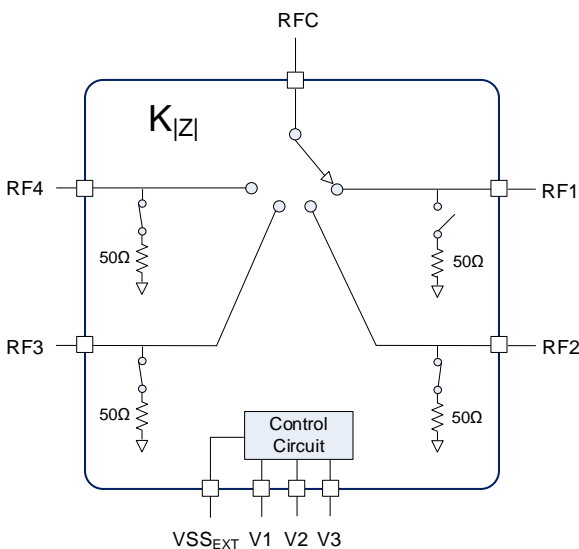 RFC
K|Z|
RF4
RF1
50Ω
50Ω
RF3
RF2
50Ω
50Ω
Control
Circuit
VSSEXT V1 V2 V3